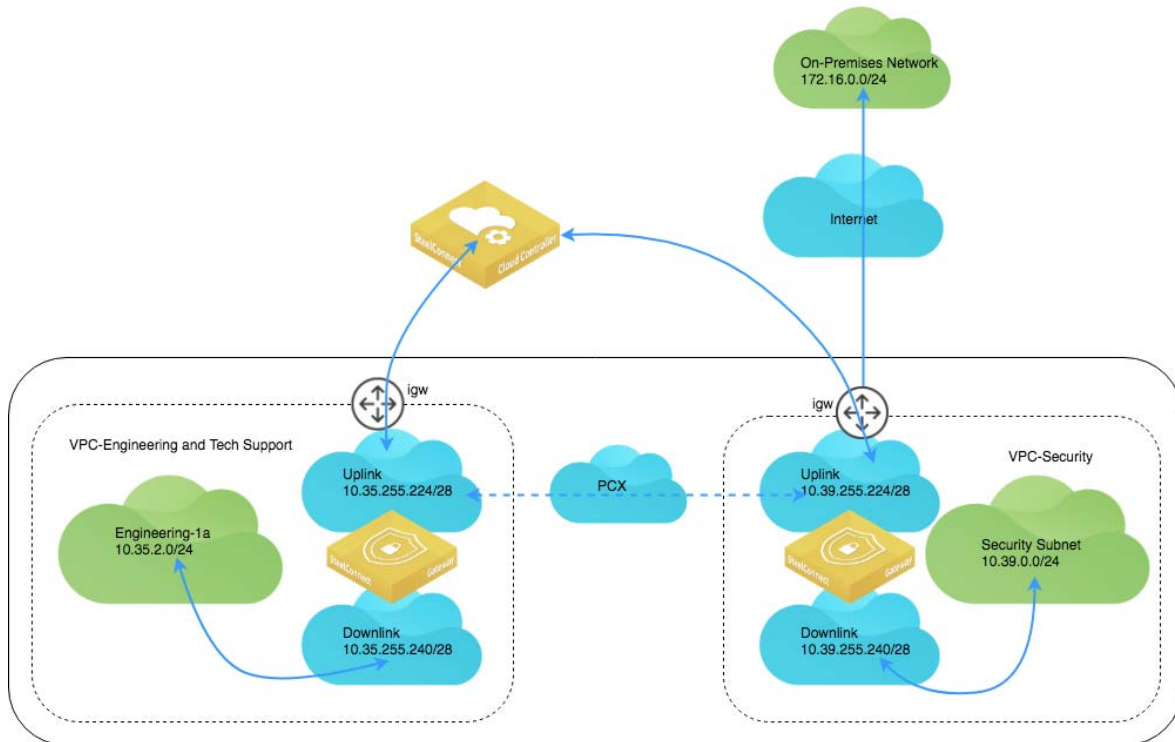 On-Premises Network
172.16.0.0/24
Internet
SteelConnect
Cloud Controller
igw
igw
VPC-Engineering and Tech Support
VPC-Security
Uplink
10.35.255.224/28
PCX
Uplink
10.39.255.224/28
Engineering-1a
10.35.2.0/24
SteelConnect
Gateway
SteelConnect
Gateway
Security Subnet
10.39.0.0/24
Downlink
10.35.255.240/28
Downlink
10.39.255.240/28